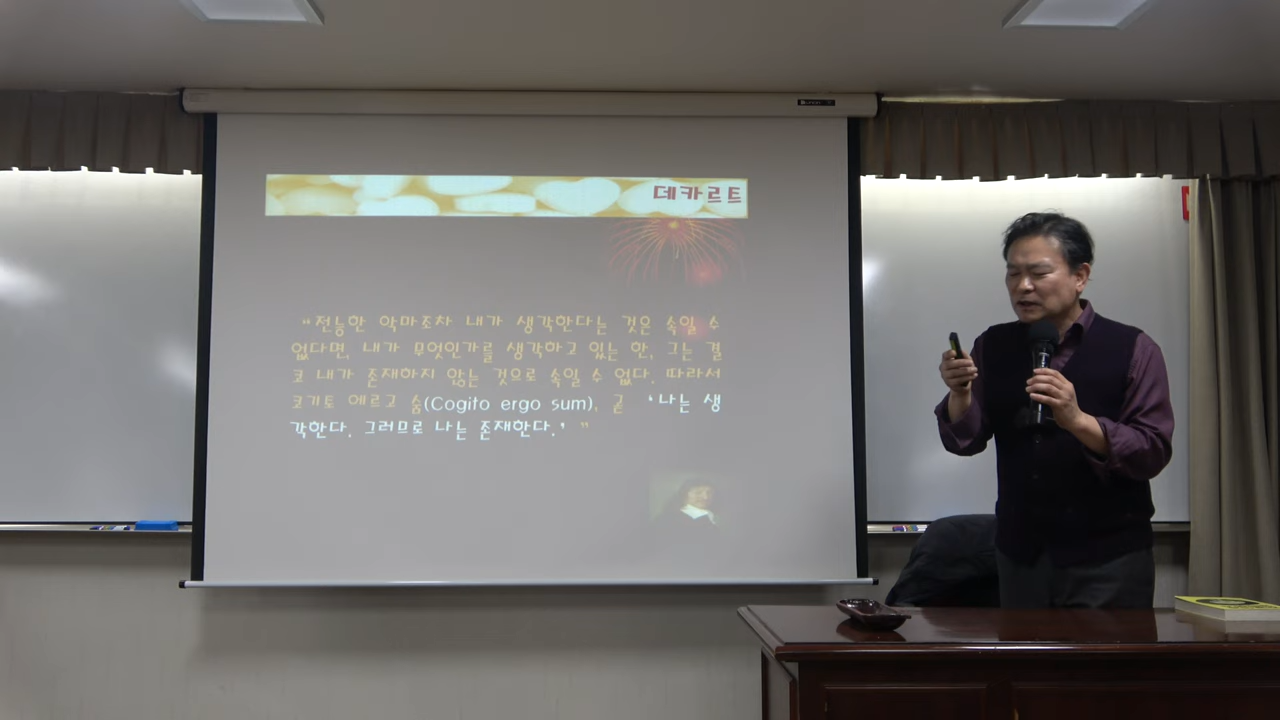 데카르트
“전능한 악마조차 내가 생각한다는 것은 속일 수
없다면, 내가 무엇인가를 생각하고 있는 한, 그는 결
코 내가 존재하지 않는 것으로 속일 수 없다. 따라서
코기토 에르고 숨(Cogito ergo sum), 곧 ‘나는 생
각한다. 그러므로 나는 존재한다.’ ”